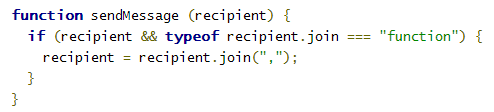 function sendMessage (recipient) {
  if (recipient && typeof recipient.join === "function") {
    recipient = recipient.join(",");
  }
}